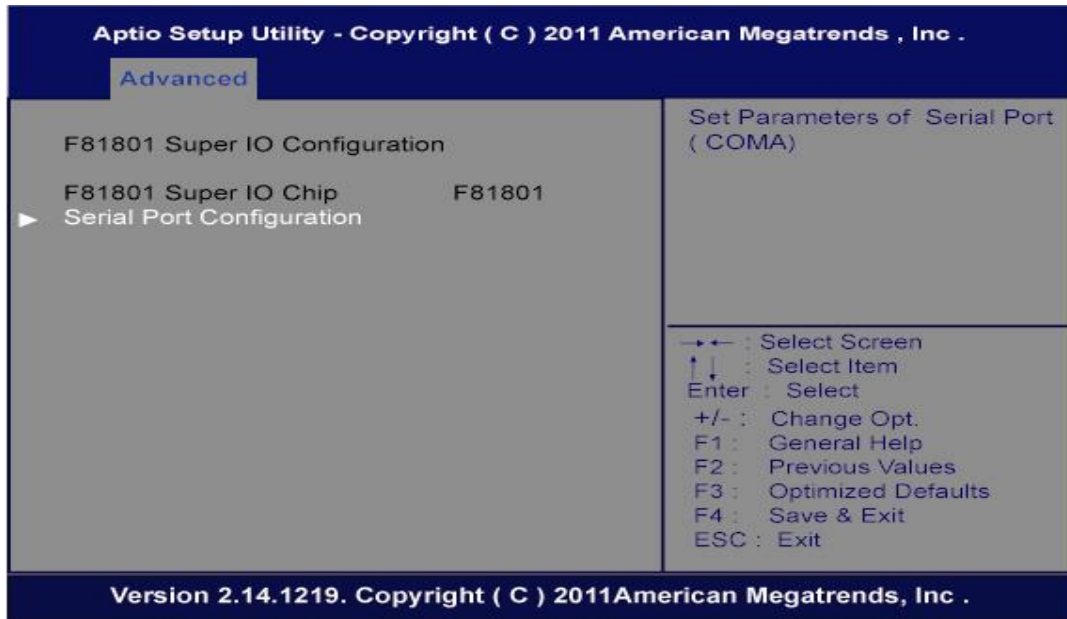 Aptio Setup Utility - Copyright ( C ) 2011 American Megatrends , Inc .
Advanced
F81801 Super IO Configuration
F81801 Super IO Chip F81801
► Serial Port Configuration
Set Parameters of Serial Port
( COMA)
→← : Select Screen
↑↓ : Select Item
Enter : Select
+/- : Change Opt.
F1 : General Help
F2 : Previous Values
F3 : Optimized Defaults
F4 : Save & Exit
ESC : Exit
Version 2.14.1219. Copyright ( C ) 2011American Megatrends, Inc .